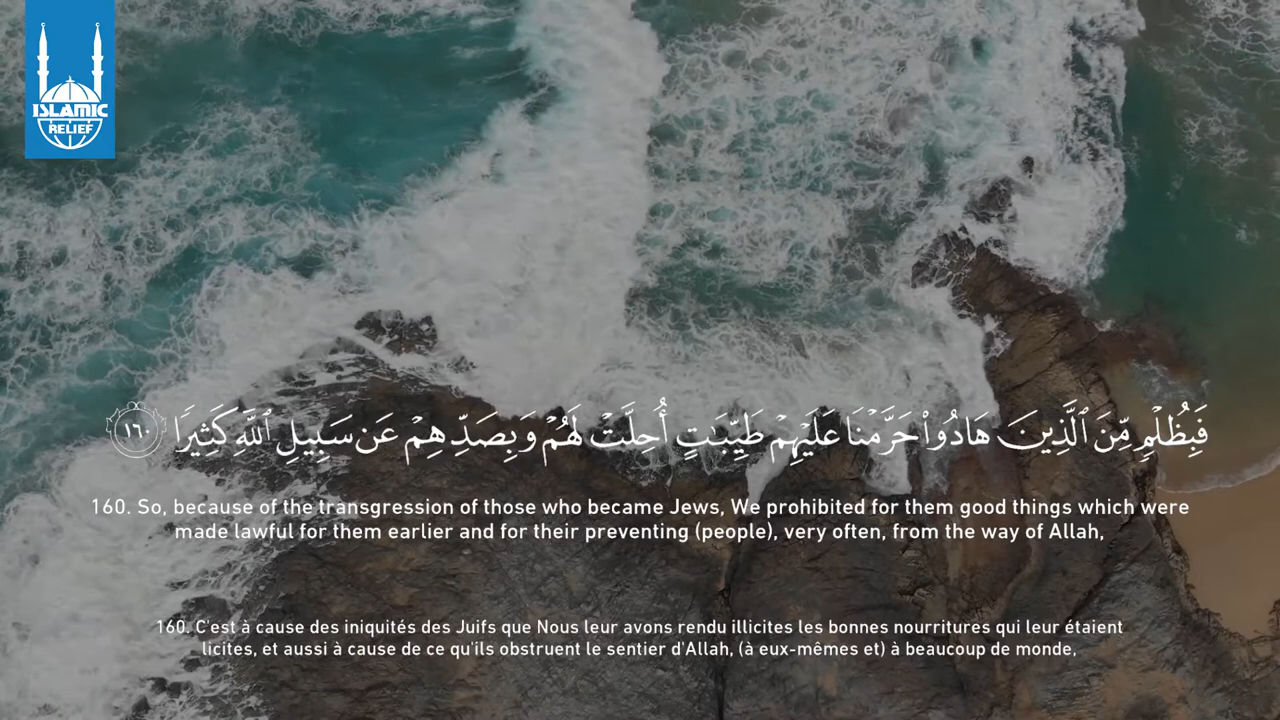 ISLAMIC
RELIEF
فَبِظُلْمٍ مِّنَ ٱلَّذِينَ هَادُوا۟ حَرَّمْنَا عَلَيْهِمْ طَيِّبَـٰتٍ أُحِلَّتْ لَهُمْ وَبِصَدِّهِمْ عَن سَبِيلِ ٱللَّهِ كَثِيرًا ١٦٠
160. So, because of the transgression of those who became Jews, We prohibited for them good things which were
made lawful for them earlier and for their preventing (people), very often, from the way of Allah,
160. C'est à cause des iniquités des Juifs que Nous leur avons rendu illicites les bonnes nourritures qui leur étaient
licites, et aussi à cause de ce qu'ils obstruent le sentier d'Allah, (à eux-mêmes et) à beaucoup de monde,